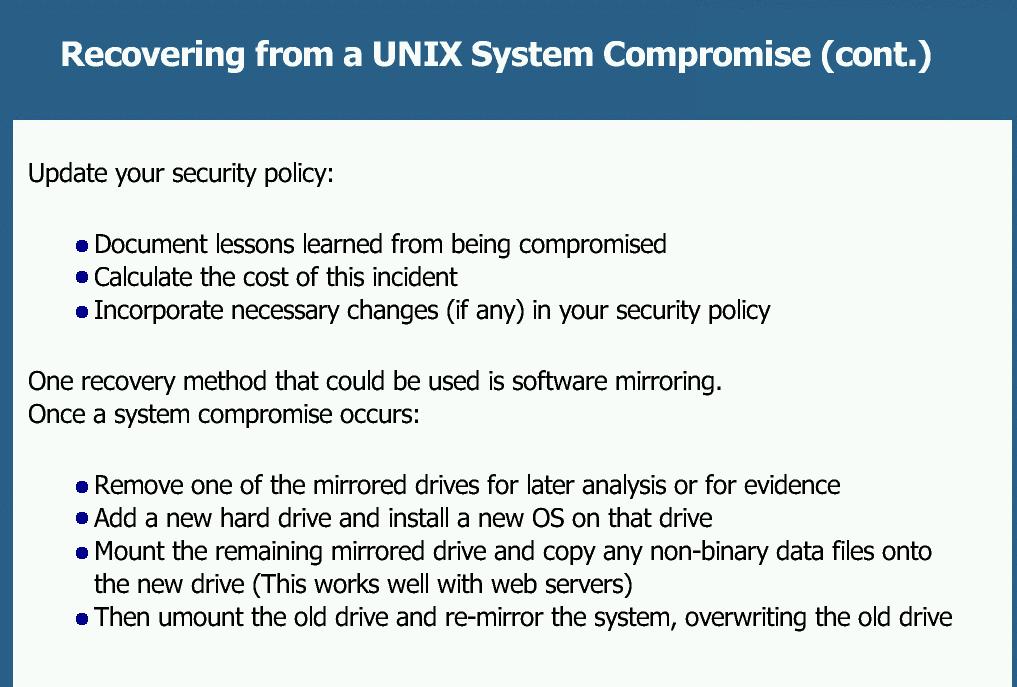 Recovering from a UNIX System Compromise (cont.)
Update your security policy:
● Document lessons learned from being compromised
● Calculate the cost of this incident
● Incorporate necessary changes (if any) in your security policy
One recovery method that could be used is software mirroring.
Once a system compromise occurs:
● Remove one of the mirrored drives for later analysis or for evidence
● Add a new hard drive and install a new OS on that drive
● Mount the remaining mirrored drive and copy any non-binary data files onto
the new drive (This works well with web servers)
● Then umount the old drive and re-mirror the system, overwriting the old drive